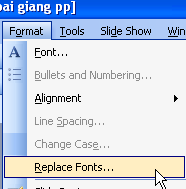 bai giang pp]
Format Tools Slide Show
Font...
Bullets and Numbering...
Alignment
Line Spacing...
Change Case...
Replace Fonts...